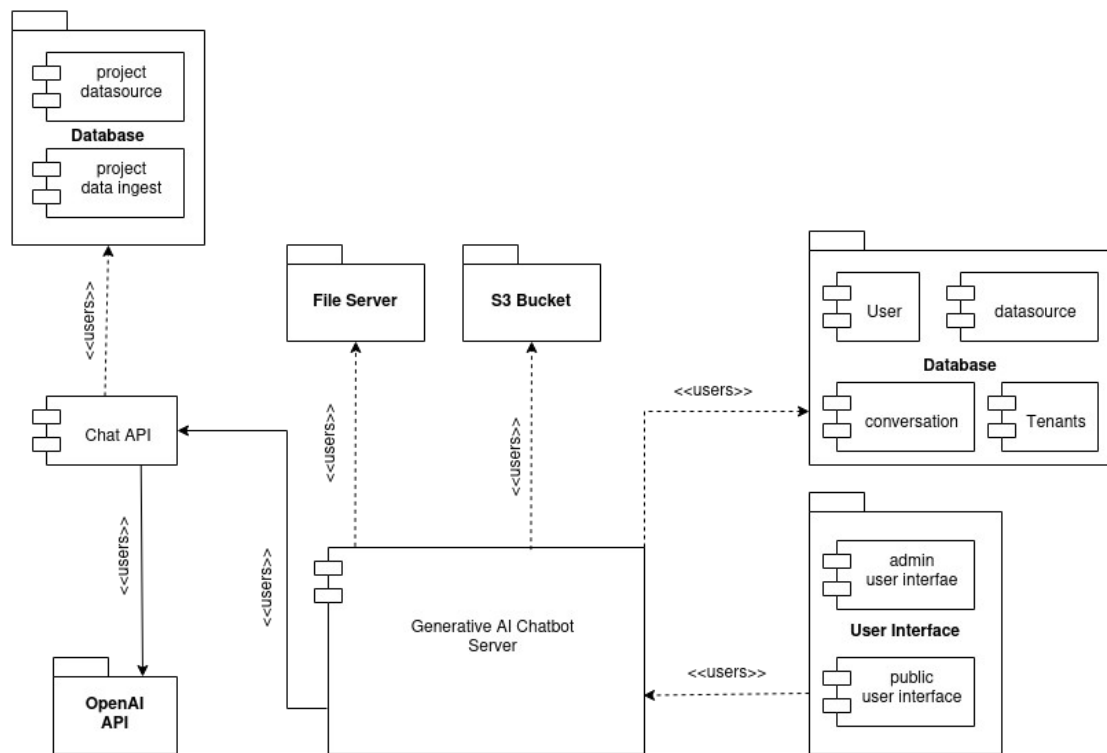 project
datasource
Database
project
data ingest
<<users>>
File Server
S3 Bucket
User
datasource
Database
conversation
Tenants
<<users>>
<<users>>
<<users>>
Chat API
<<users>>
<<users>>
Generative AI Chatbot
Server
admin
user interfae
User Interface
public
user interface
<<users>>
OpenAI
API